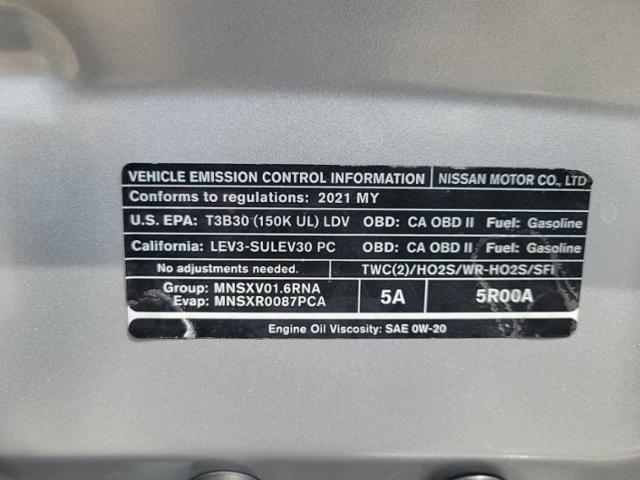 VEHICLE EMISSION CONTROL INFORMATION NISSAN MOTOR CO., LTD
Conforms to regulations: 2021 MY
U.S. EPA: T3B30 (150K UL) LDV OBD: CA OBD II Fuel: Gasoline
California: LEV3-SULEV30 PC OBD: CA OBD II Fuel: Gasoline
No adjustments needed. TWC(2)/HO2S/WR-HO2S/SFI
Group: MNSXV01.6RNA
Evap: MNSXR0087PCA 5A 5R00A
Engine Oil Viscosity: SAE 0W-20